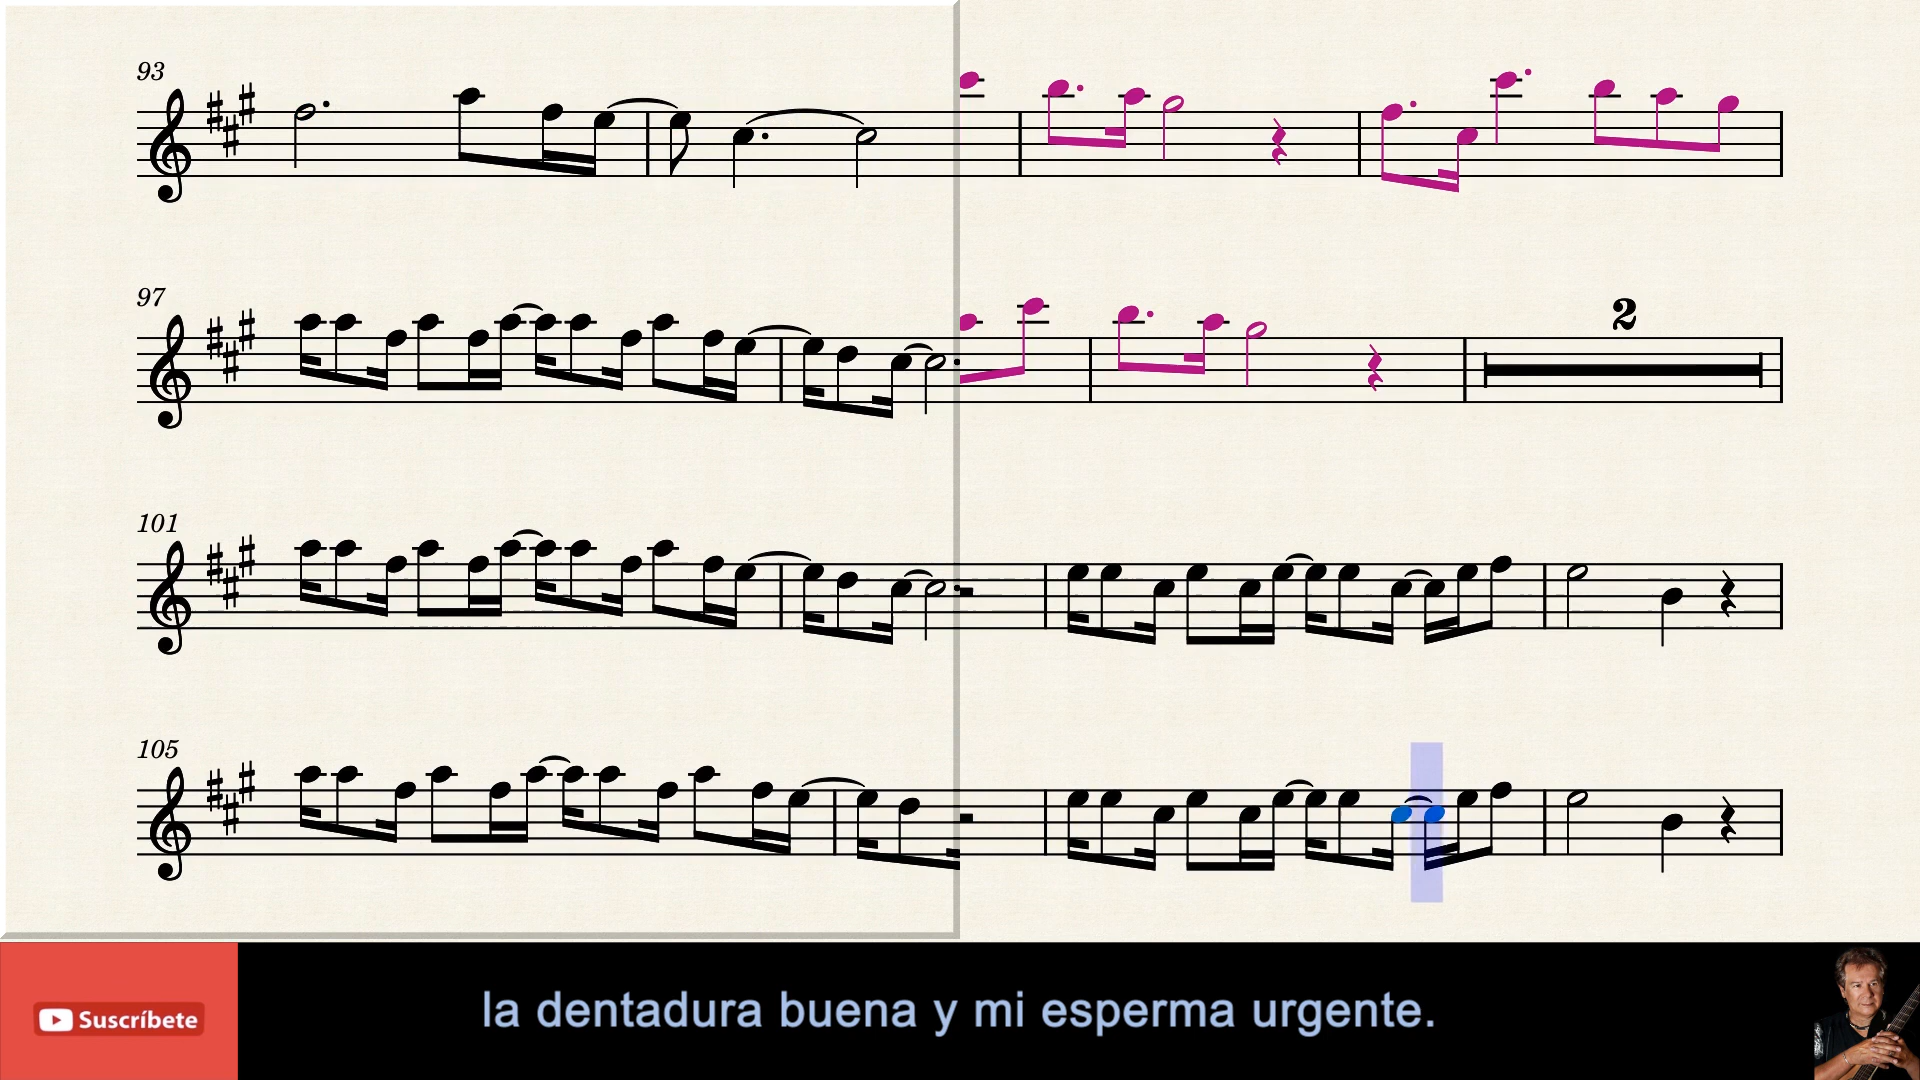 93
97
2
101
105
Suscríbete
la dentadura buena y mi esperma urgente.